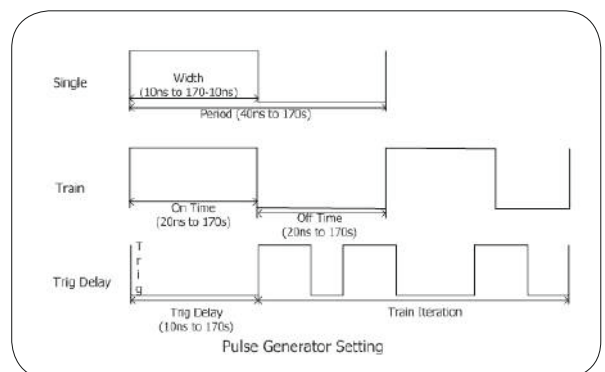 Single
Width
(10ns to 170-10ns)
Period (40ns to 170s)
Train
On Time
(20ns to 170s)
Off Time
(20ns to 170s)
Trig
Trig Delay
Trig Delay
(10ns to 170s)
Train Iteration
Pulse Generator Setting